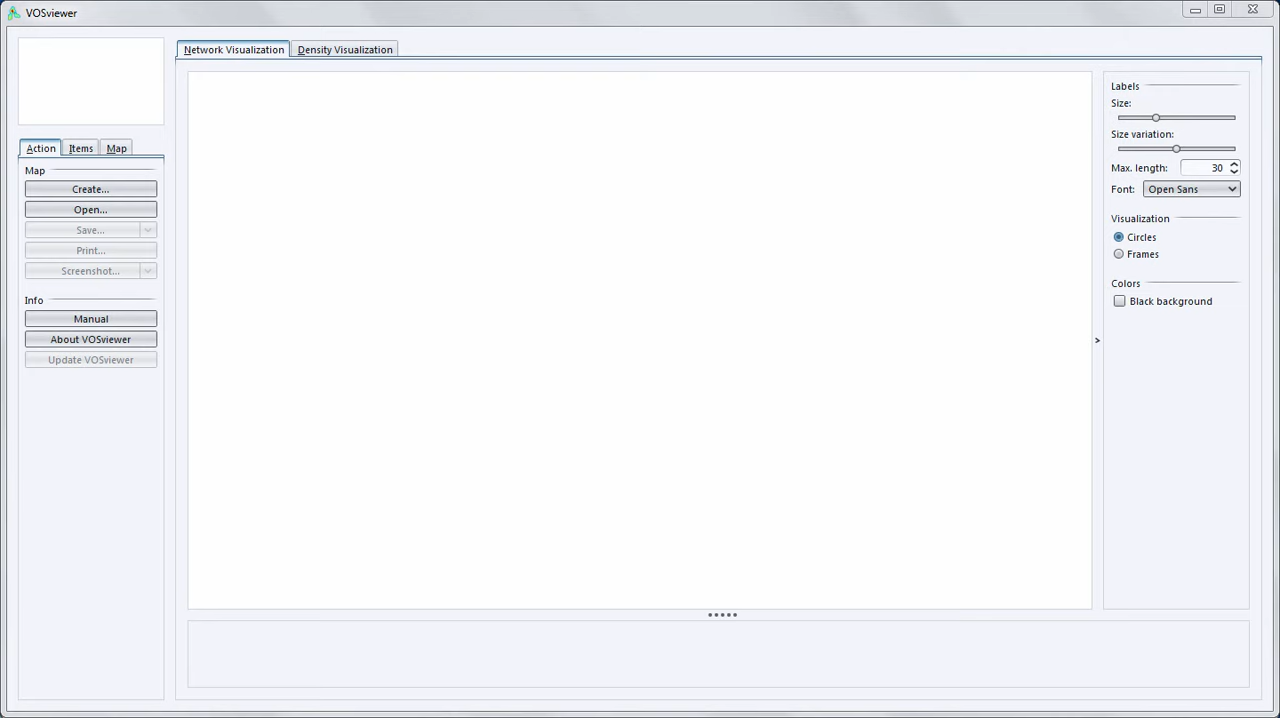 VOSviewer
Network Visualization
Density Visualization
Action
Items
Map
Map
Create...
Open...
Save...
Print...
Screenshot...
Info
Manual
About VOSviewer
Update VOSviewer
Labels
Size:
Size variation:
Max. length: 30
Font: Open Sans
Visualization
Circles
Frames
Colors
Black background